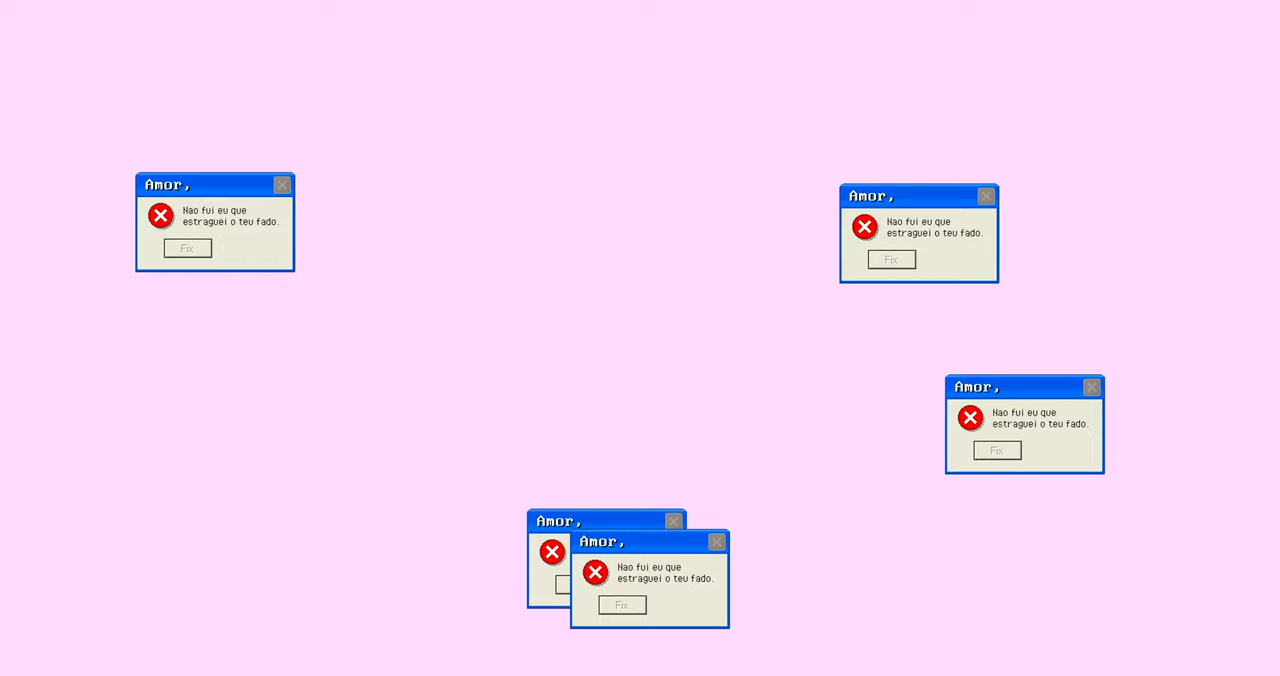 Amor,
Nao fui eu que
estraguei o teu fado.
Fix
Amor,
Nao fui eu que
estraguei o teu fado.
Fix
Amor,
Nao fui eu que
estraguei o teu fado.
Fix
Amor,
Amor,
Nao fui eu que
estraguei o teu fado.
Fix